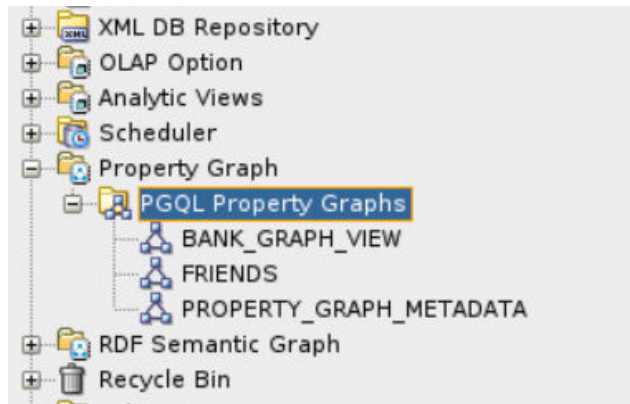 XML DB Repository
OLAP Option
Analytic Views
Scheduler
Property Graph
PGQL Property Graphs
BANK_GRAPH_VIEW
FRIENDS
PROPERTY_GRAPH_METADATA
RDF Semantic Graph
Recycle Bin